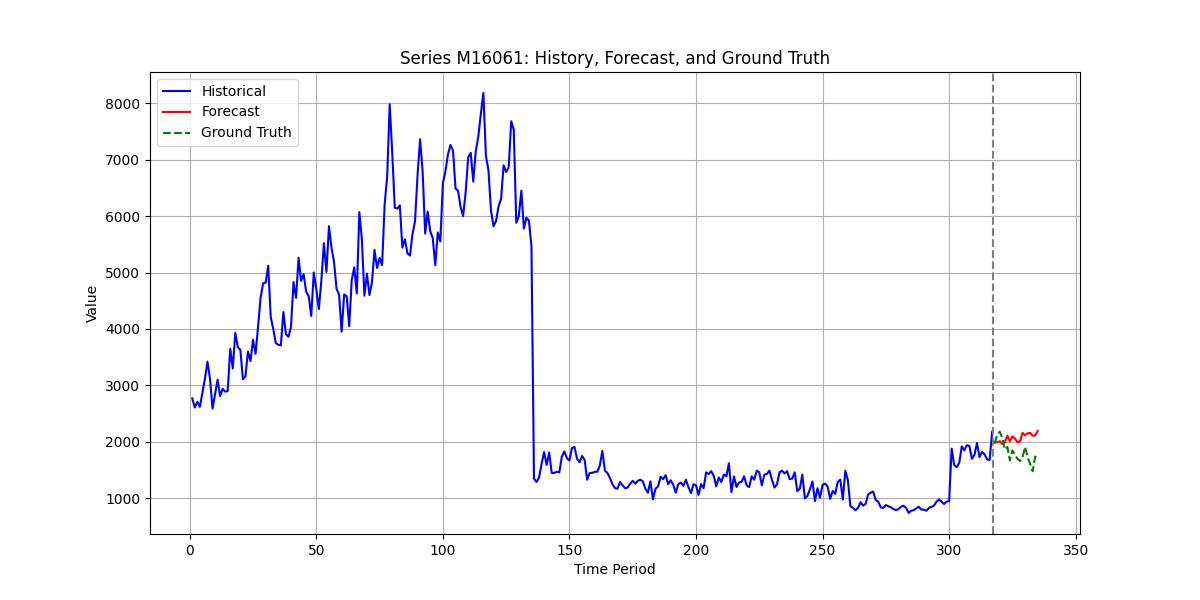 Series M16061: History, Forecast, and Ground Truth
Historical
Forecast
Ground Truth
8000
7000
6000
5000
4000
3000
2000
1000
Value
0 50 100 150 200 250 300 350
Time Period